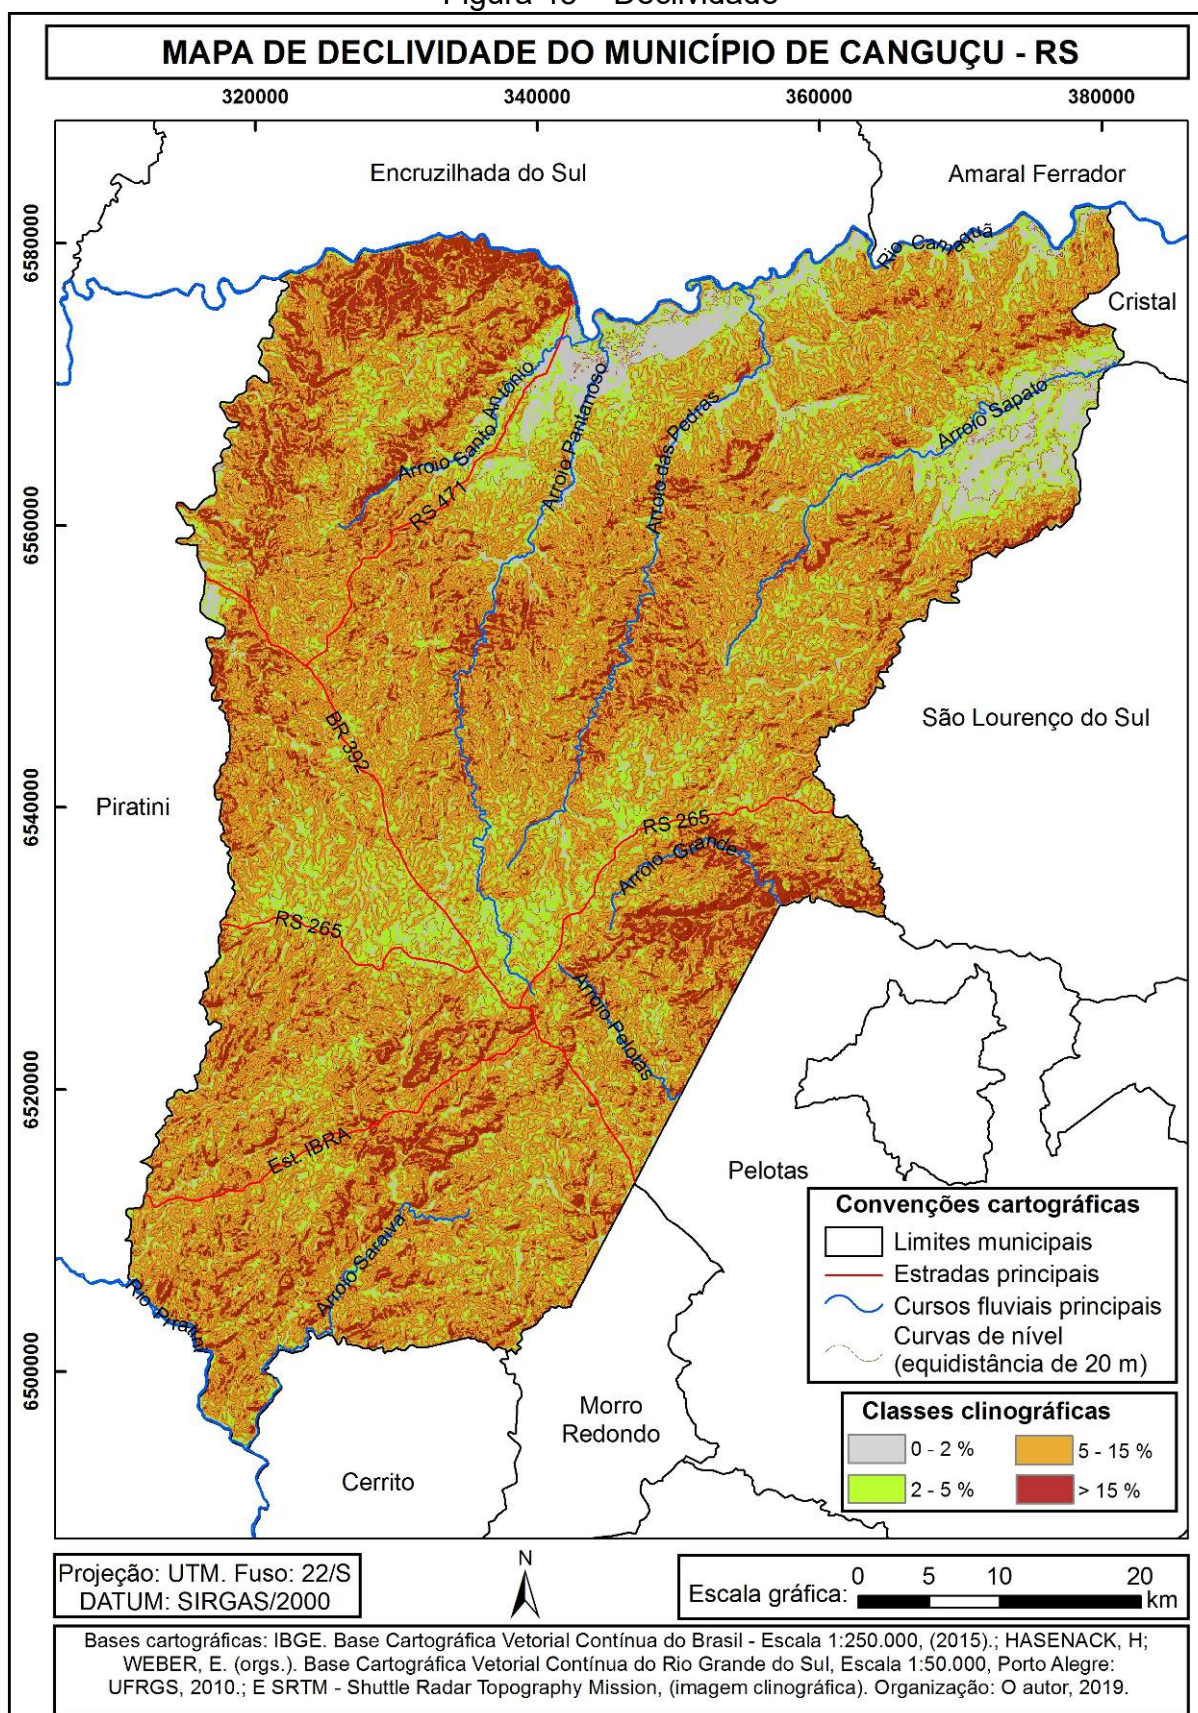 MAPA DE DECLIVIDADE DO MUNICÍPIO DE CANGUÇU - RS
320000 340000 360000 380000
Encruzilhada do Sul
Amaral Ferrador
6580000
Rio Camaquã
Cristal
Arroio Santo Antônio
Arroio Pantanoso
Arroio das Pedras
Arroio Sapato
RS 471
6560000
São Lourenço do Sul
BR 392
6540000
Piratini
RS 265
Arroio Grande
RS 265
Arroio Pelotas
6520000
Est. IBRA
Pelotas
Arroio Saraiva
Rio Piratini
6500000
Morro
Redondo
Cerrito
Convenções cartográficas
Limites municipais
Estradas principais
Cursos fluviais principais
Curvas de nível
(equidistância de 20 m)
Classes clinográficas
0 - 2 % 5 - 15 %
2 - 5 % > 15 %
Projeção: UTM. Fuso: 22/S
DATUM: SIRGAS/2000
N
Escala gráfica: 0 5 10 20 km
Bases cartográficas: IBGE. Base Cartográfica Vetorial Contínua do Brasil - Escala 1:250.000, (2015).; HASENACK, H;
WEBER, E. (orgs.). Base Cartográfica Vetorial Contínua do Rio Grande do Sul, Escala 1:50.000, Porto Alegre:
UFRGS, 2010.; E SRTM - Shuttle Radar Topography Mission, (imagem clinográfica). Organização: O autor, 2019.